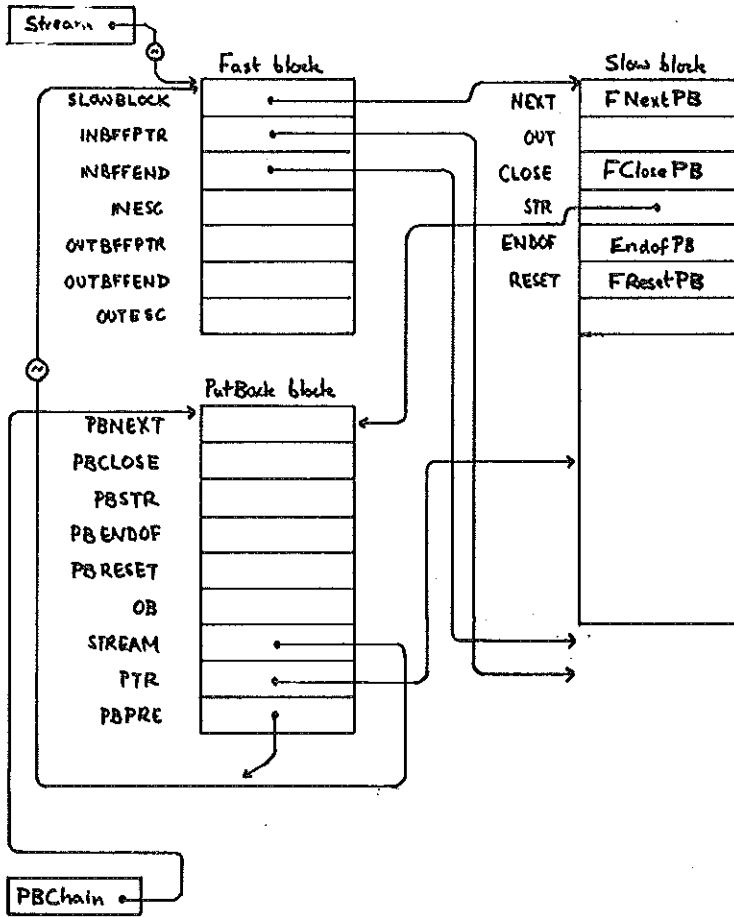 Stream
Fast block
SLOWBLOCK
INBFFPTR
INBFFEND
INESC
OUTBFFPTR
OUTBFFEND
OUTESC
Slow block
NEXT FNextPB
OUT
CLOSE FClosePB
STR
ENDOF EndofPB
RESET FResetPB
PutBack block
PBNEXT
PBCLOSE
PBSTR
PBENDOF
PBRESET
OB
STREAM
PTR
PBPRE
PBChain